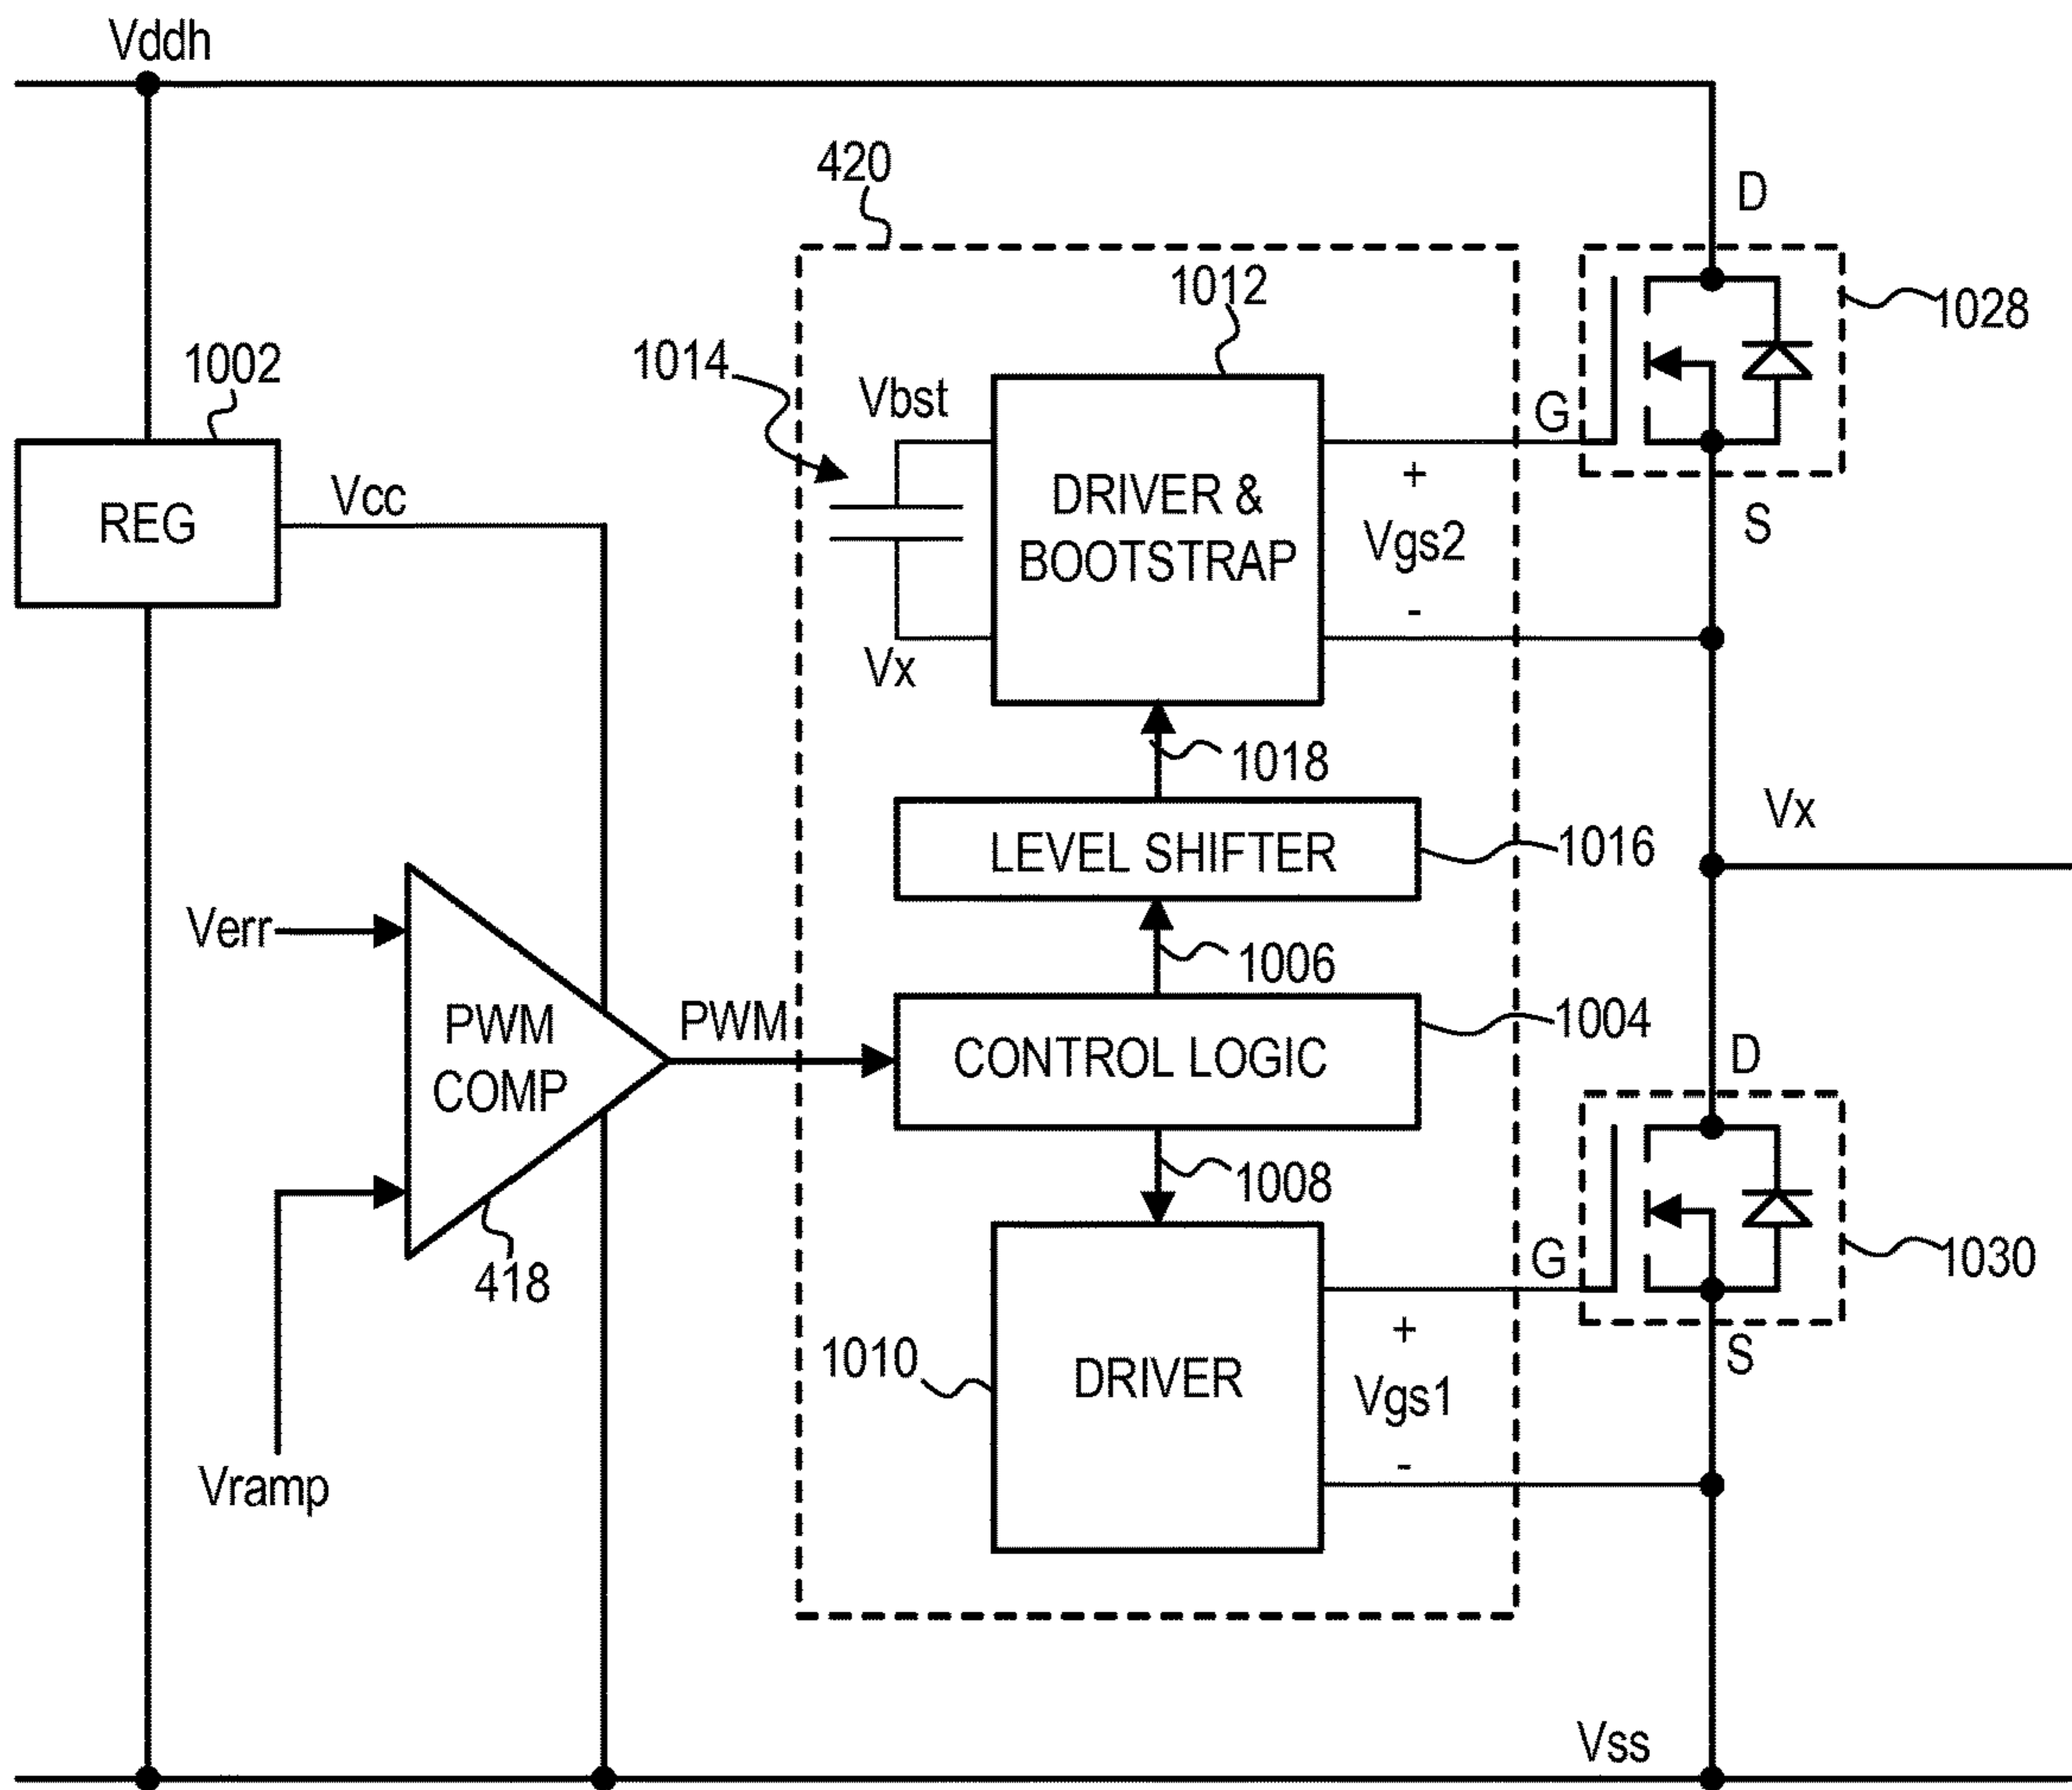 Vddh
420
D
1012
1028
1014
1002
Vbst
G
+
Vcc
REG
DRIVER &
BOOTSTRAP
Vgs2
S
-
Vx
1018
Vx
LEVEL SHIFTER
1016
Verr
1006
PWM
PWM
COMP
1004
CONTROL LOGIC
D
1008
418
G
1030
+
1010
DRIVER
S
Vgs1
-
Vramp
Vss